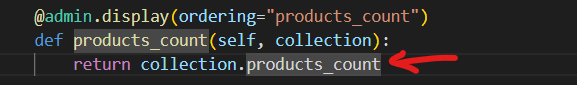 @admin.display(ordering="products_count")
def products_count(self, collection):
return collection.products_count